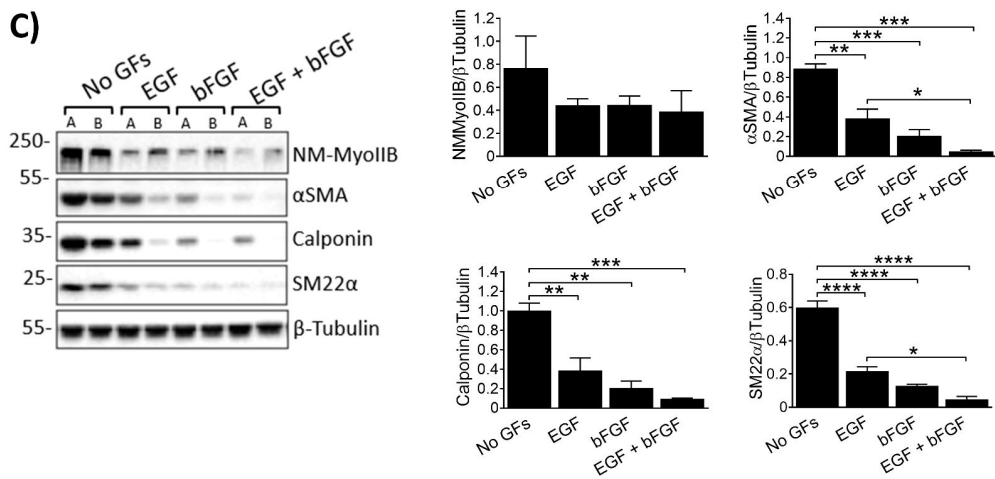 C)
No GFs
EGF
bFGF
EGF + bFGF
A B A B A B A B
250-
NM-MyoIIB
55-
αSMA
35-
Calponin
25-
SM22α
55-
β-Tubulin
NMMyoIIB/βTubulin
1.2
1.0
0.8
0.6
0.4
0.2
0
No GFs
EGF
bFGF
EGF + bFGF
αSMA/βTubulin
1.4
1.2
1.0
0.8
0.6
0.4
0.2
0
***
***
**
*
No GFs
EGF
bFGF
EGF + bFGF
Calponin/βTubulin
1.4
1.2
1.0
0.8
0.6
0.4
0.2
0
***
**
**
No GFs
EGF
bFGF
EGF + bFGF
SM22α/βTubulin
0.8
0.6
0.4
0.2
0
****
****
****
*
No GFs
EGF
bFGF
EGF + bFGF